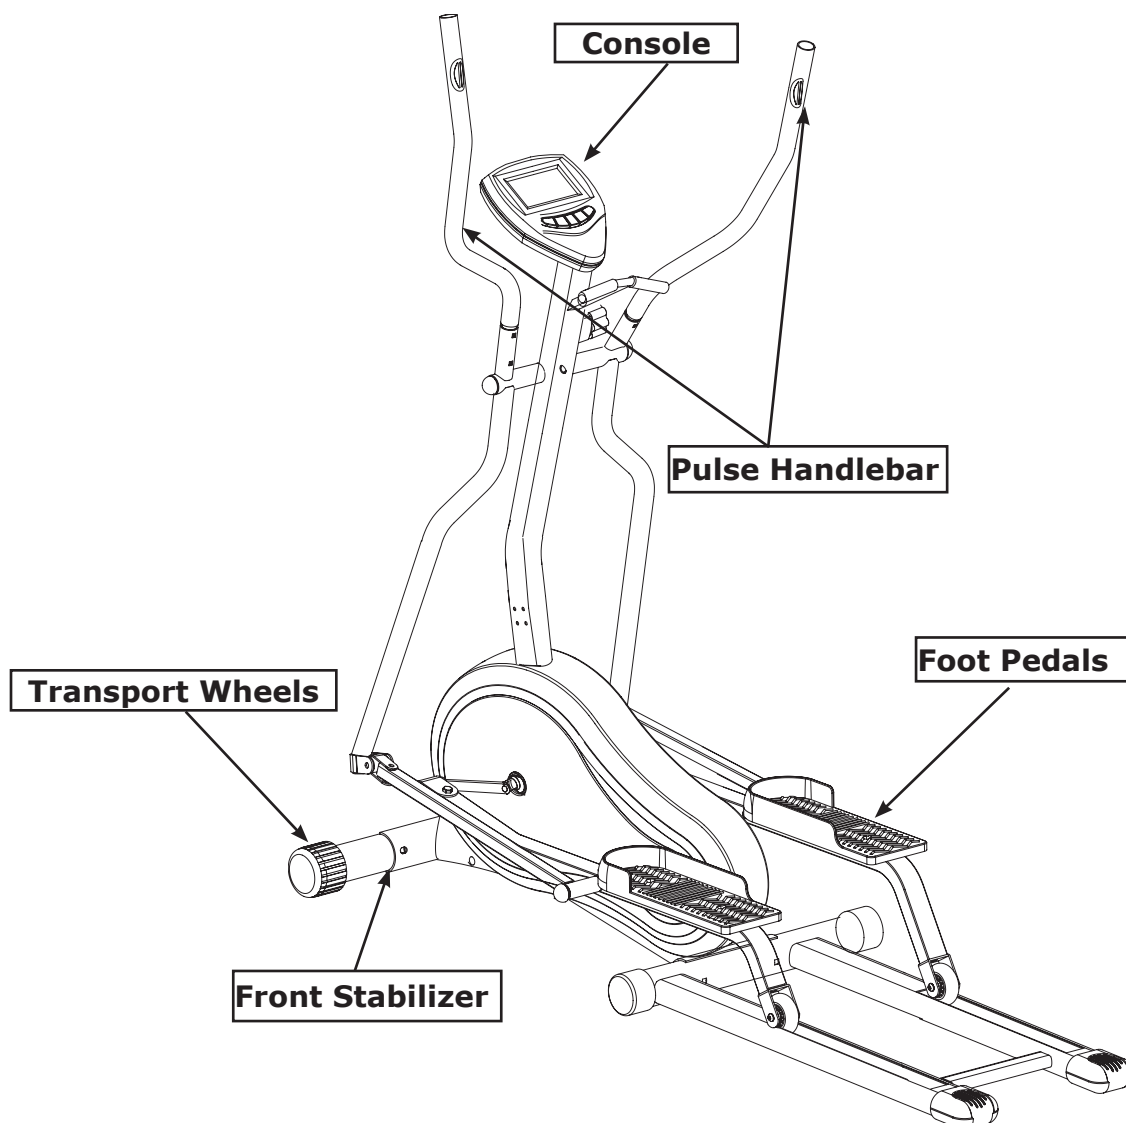 Console
Pulse Handlebar
Foot Pedals
Transport Wheels
Front Stabilizer